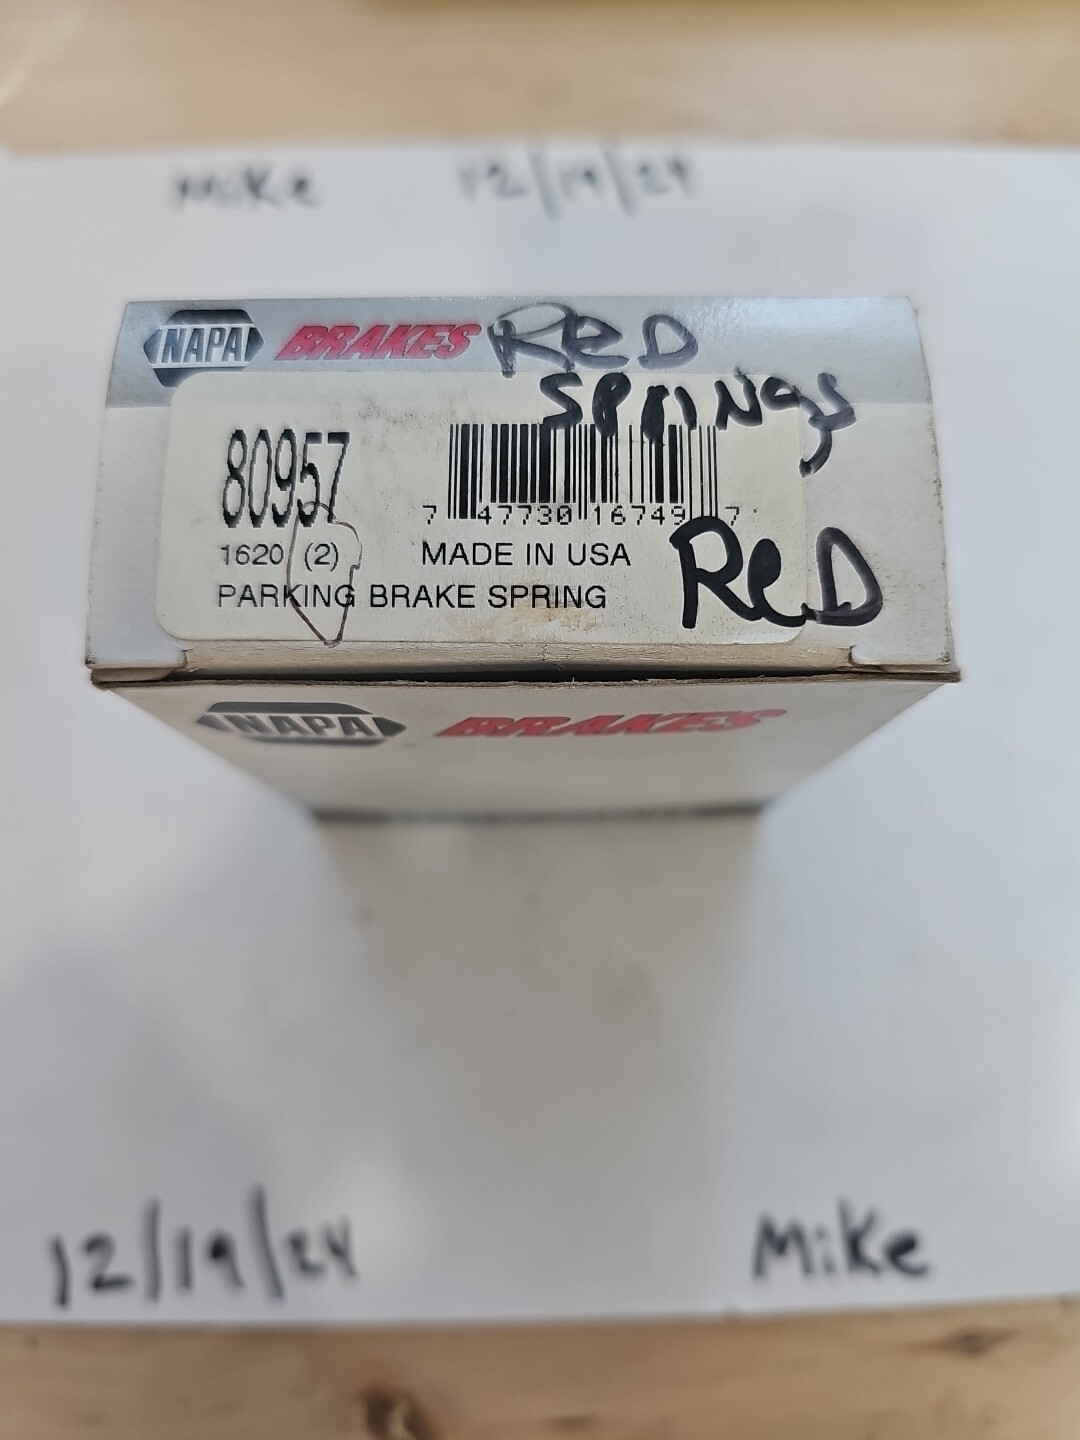 Mike 12/19/24
NAPA BRAKES Red
Springs
80957
7 47730 16749 7
1620 (2) MADE IN USA
PARKING BRAKE SPRING
ReD
NAPA BRAKES
12/19/24 Mike